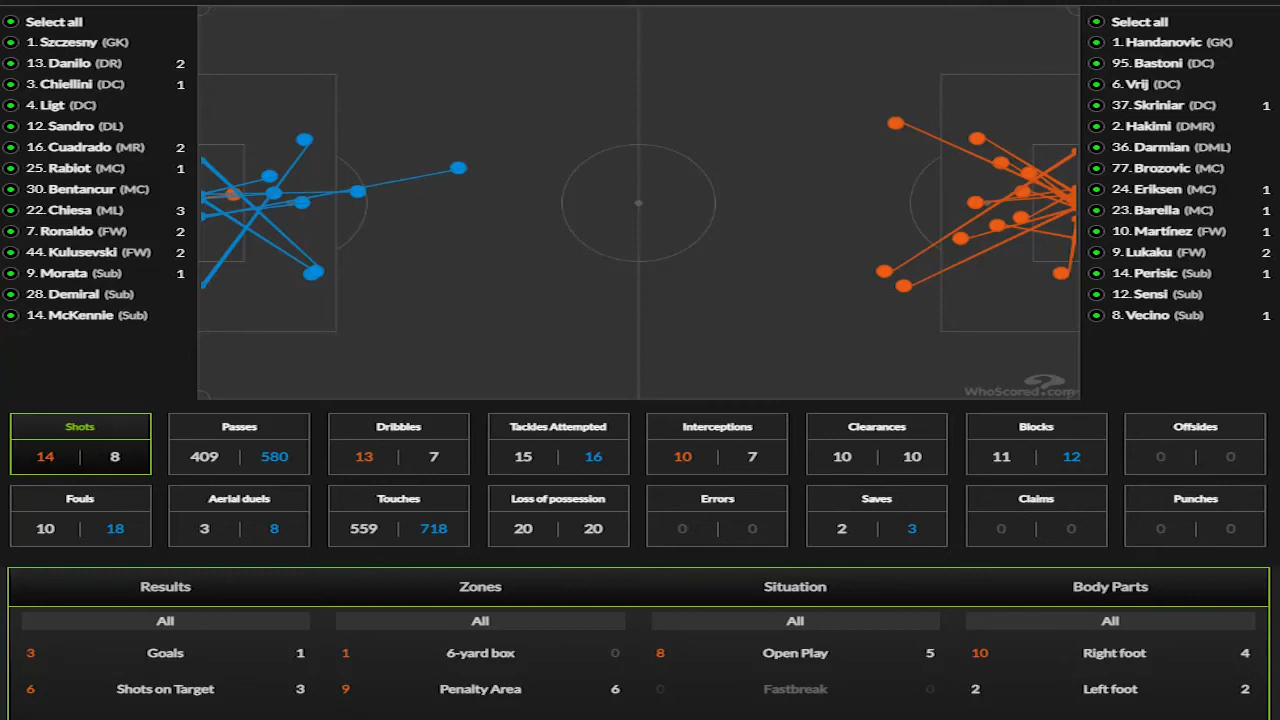 Select all
1. Szczesny (GK)
13. Danilo (DR) 2
3. Chiellini (DC) 1
4. Ligt (DC)
12. Sandro (DL)
16. Cuadrado (MR) 2
25. Rabiot (MC) 1
30. Bentancur (MC)
22. Chiesa (ML) 3
7. Ronaldo (FW) 2
44. Kulusevski (FW) 2
9. Morata (Sub) 1
28. Demiral (Sub)
14. McKennie (Sub)
WhoScored.com
Select all
1. Handanovic (GK)
95. Bastoni (DC)
6. Vrij (DC)
37. Skriniar (DC) 1
2. Hakimi (DMR)
36. Darmian (DML)
77. Brozovic (MC)
24. Eriksen (MC) 1
23. Barella (MC) 1
10. Martínez (FW) 1
9. Lukaku (FW) 2
14. Perisic (Sub) 1
12. Sensi (Sub)
8. Vecino (Sub) 1
Shots Passes Dribbles Tackles Attempted Interceptions Clearances Blocks Offsides
14 | 8 409 | 580 13 | 7 15 | 16 10 | 7 10 | 10 11 | 12 0 | 0
Fouls Aerial duels Touches Loss of possession Errors Saves Claims Punches
10 | 18 3 | 8 559 | 718 20 | 20 0 | 0 2 | 3 0 | 0 0 | 0
Results Zones Situation Body Parts
All All All All
3 Goals 1 1 6-yard box 0 8 Open Play 5 10 Right foot 4
6 Shots on Target 3 9 Penalty Area 6 0 Fastbreak 0 2 Left foot 2